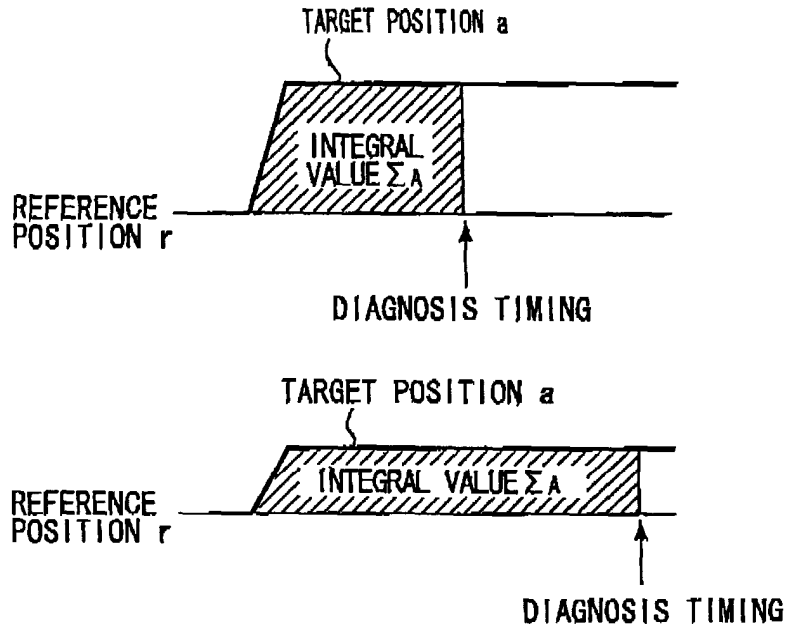 TARGET POSITION a
INTEGRAL
VALUE Σ A
REFERENCE
POSITION r
DIAGNOSIS TIMING
TARGET POSITION a
INTEGRAL VALUE Σ A
REFERENCE
POSITION r
DIAGNOSIS TIMING